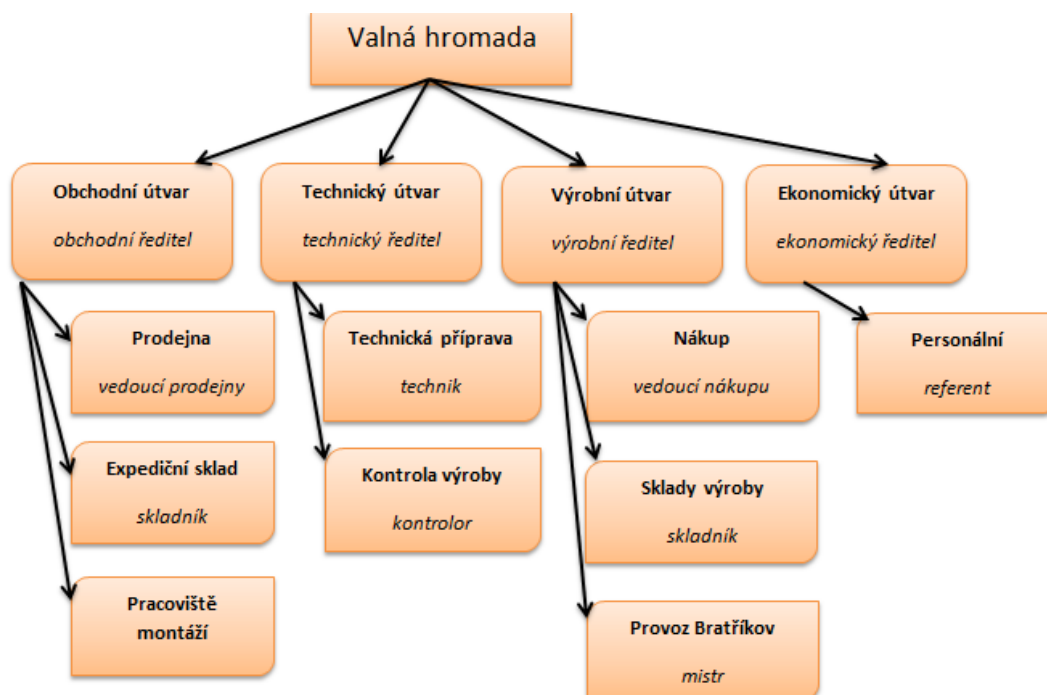 Valná hromada
Obchodní útvar
obchodní ředitel
Technický útvar
technický ředitel
Výrobní útvar
výrobní ředitel
Ekonomický útvar
ekonomický ředitel
Prodejna
vedoucí prodejny
Technická příprava
technik
Nákup
vedoucí nákupu
Personální
referent
Expediční sklad
skladník
Kontrola výroby
kontrolor
Sklady výroby
skladník
Pracoviště
montáží
Provoz Bratříkov
mistr